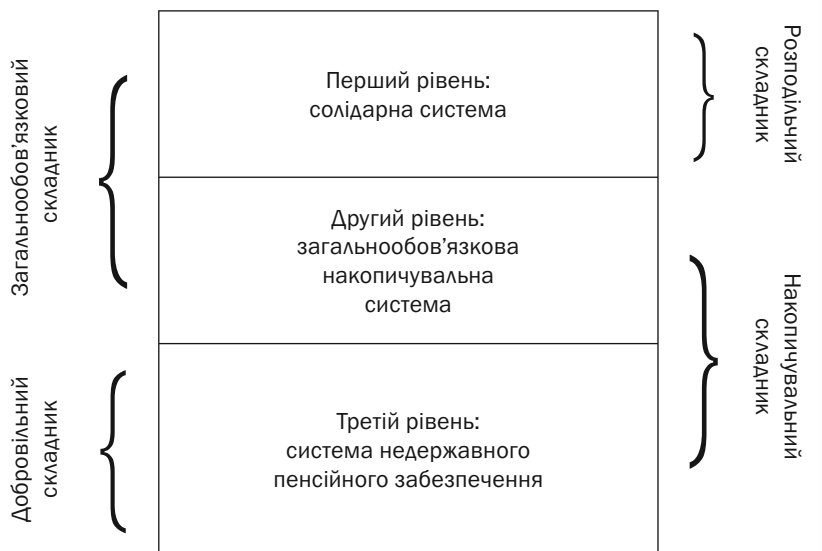 Загальнообов’язковий
складник
Добровільний
складник
Перший рівень:
солідарна система
Другий рівень:
загальнообов’язкова
накопичувальна
система
Третій рівень:
система недержавного
пенсійного забезпечення
Розподільчий
складник
Накопичувальний
складник